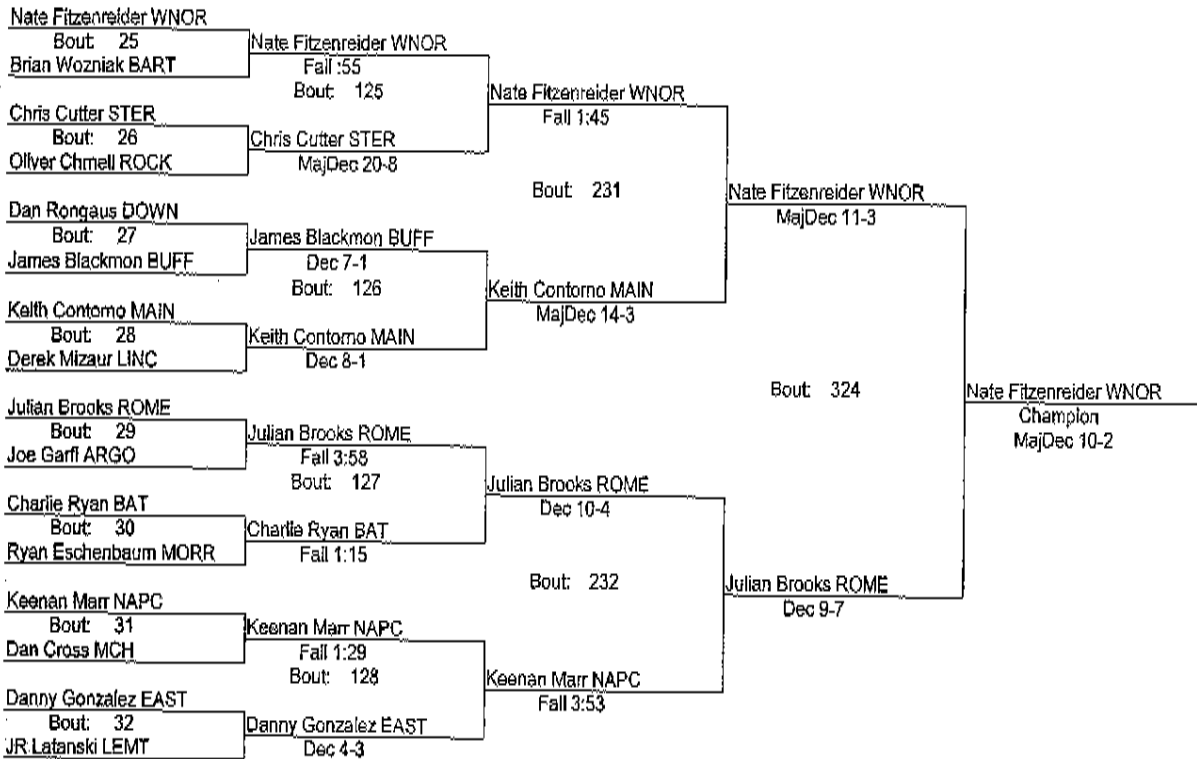 Nate Fitzenreider WNOR
Bout: 25
Brian Wozniak BART
Chris Cutter STER
Bout: 26
Oliver Chmell ROCK
Dan Rongaus DOWN
Bout: 27
James Blackmon BUFF
Keith Contorno MAIN
Bout: 28
Derek Mizaur LINC
Julian Brooks ROME
Bout: 29
Joe Garfi ARGO
Charlie Ryan BAT
Bout: 30
Ryan Eschenbaum MORR
Keenan Marr NAPC
Bout: 31
Dan Cross MCH
Danny Gonzalez EAST
Bout: 32
JR Latanski LEMT
Nate Fitzenreider WNOR
Fall :55
Bout: 125
Chris Cutter STER
MajDec 20-8
James Blackmon BUFF
Dec 7-1
Bout: 126
Keith Contorno MAIN
Dec 8-1
Julian Brooks ROME
Fall 3:58
Bout: 127
Charlie Ryan BAT
Fall 1:15
Keenan Marr NAPC
Fall 1:29
Bout: 128
Danny Gonzalez EAST
Dec 4-3
Nate Fitzenreider WNOR
Fall 1:45
Bout: 231
Keith Contorno MAIN
MajDec 14-3
Julian Brooks ROME
Dec 10-4
Bout: 232
Keenan Marr NAPC
Fall 3:53
Nate Fitzenreider WNOR
MajDec 11-3
Bout: 324
Julian Brooks ROME
Dec 9-7
Nate Fitzenreider WNOR
Champion
MajDec 10-2